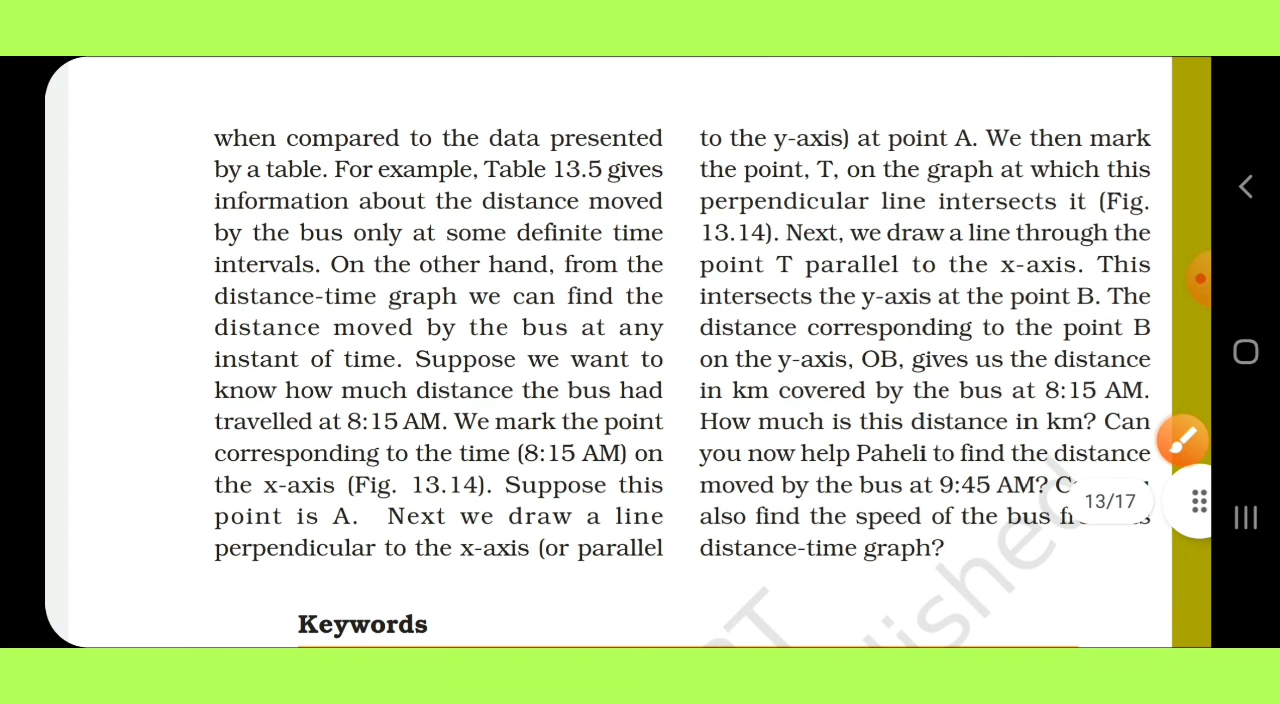 when compared to the data presented
by a table. For example, Table 13.5 gives
information about the distance moved
by the bus only at some definite time
intervals. On the other hand, from the
distance-time graph we can find the
distance moved by the bus at any
instant of time. Suppose we want to
know how much distance the bus had
travelled at 8:15 AM. We mark the point
corresponding to the time (8:15 AM) on
the x-axis (Fig. 13.14). Suppose this
point is A. Next we draw a line
perpendicular to the x-axis (or parallel
to the y-axis) at point A. We then mark
the point, T, on the graph at which this
perpendicular line intersects it (Fig.
13.14). Next, we draw a line through the
point T parallel to the x-axis. This
intersects the y-axis at the point B. The
distance corresponding to the point B
on the y-axis, OB, gives us the distance
in km covered by the bus at 8:15 AM.
How much is this distance in km? Can
you now help Paheli to find the distance
moved by the bus at 9:45 AM?
also find the speed of the bus
distance-time graph?
13/17
Keywords